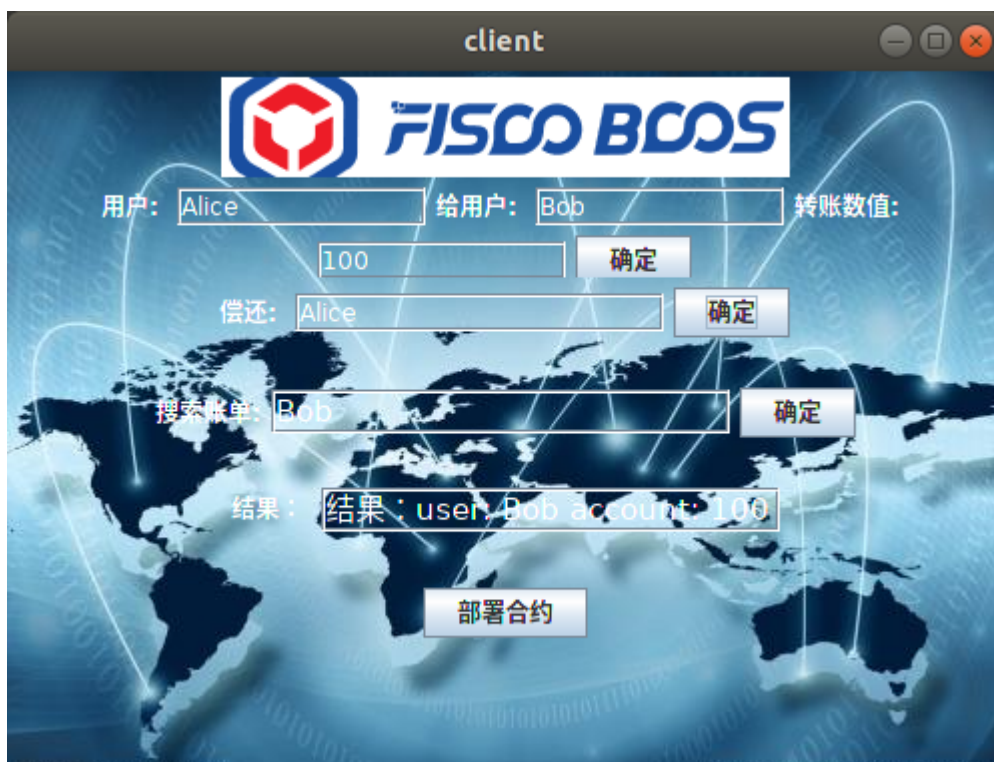 client
FISCO BCOS
用户: Alice 给用户: Bob 转账数值:
100 确定
偿还: Alice 确定
搜索账单: Bob 确定
结果： 结果：user: Bob account: 100
部署合约